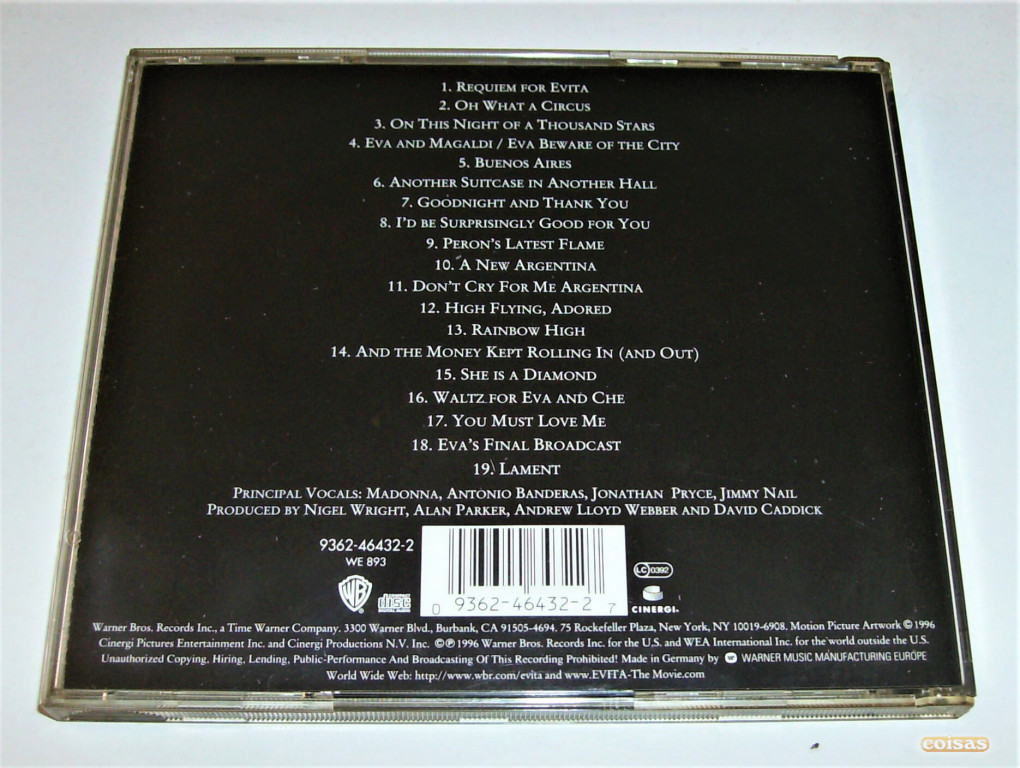 1. Requiem for Evita
2. Oh What a Circus
3. On This Night of a Thousand Stars
4. Eva and Magaldi / Eva Beware of the City
5. Buenos Aires
6. Another Suitcase in Another Hall
7. Goodnight and Thank You
8. I'd be Surprisingly Good for You
9. Peron's Latest Flame
10. A New Argentina
11. Don't Cry For Me Argentina
12. High Flying, Adored
13. Rainbow High
14. And the Money Kept Rolling In (and Out)
15. She is a Diamond
16. Waltz for Eva and Che
17. You Must Love Me
18. Eva's Final Broadcast
19. Lament
Principal Vocals: Madonna, Antonio Banderas, Jonathan Pryce, Jimmy Nail
Produced by Nigel Wright, Alan Parker, Andrew Lloyd Webber and David Caddick
9362-46432-2
WE 893
WB
COMPACT
disc
DIGITAL AUDIO
0 9362-46432-2 7
LC 0392
CINERGI
Warner Bros. Records Inc., a Time Warner Company. 3300 Warner Blvd., Burbank, CA 91505-4694. 75 Rockefeller Plaza, New York, NY 10019-6908. Motion Picture Artwork © 1996
Cinergi Pictures Entertainment Inc. and Cinergi Productions N.V. Inc. ©℗ 1996 Warner Bros. Records Inc. for the U.S. and WEA International Inc. for the world outside the U.S.
Unauthorized Copying, Hiring, Lending, Public Performance And Broadcasting Of This Recording Prohibited! Made in Germany by WARNER MUSIC MANUFACTURING EUROPE
World Wide Web: http://www.wbr.com/evita and www.EVITA-The Movie.com
coisas